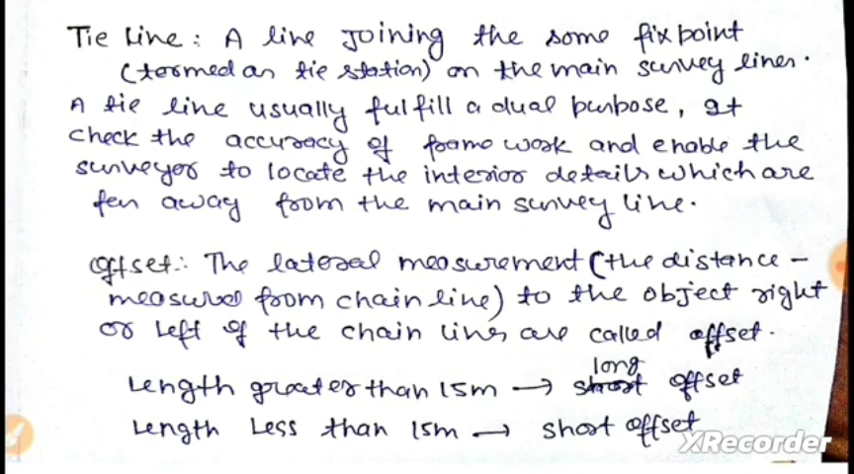 Tie Line : A line Joining the some fix point
(termed as tie station) on the main survey lines.
A tie line usually fulfill a dual purpose, It
check the accuracy of frame work and enable the
surveyor to locate the interior details which are
fen away from the main survey line.
offset :- The lateral measurement (the distance -
measured from chain line) to the object right
or Left of the chain lines are called offset.
long
Length greater than 15m → short offset
Length Less than 15m → short offset
XRecorder